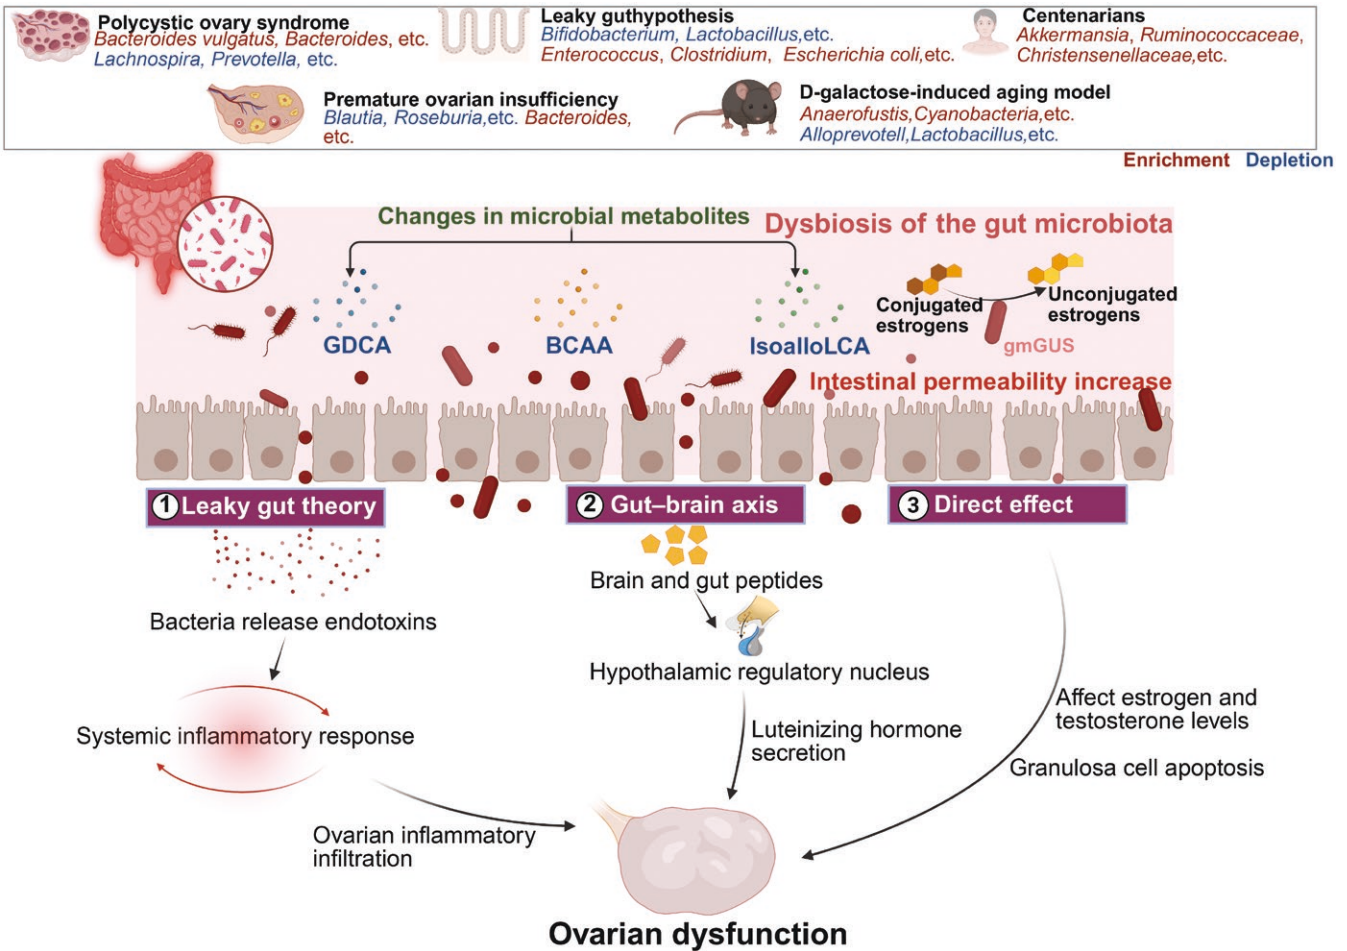 Polycystic ovary syndrome
Bacteroides vulgatus, Bacteroides, etc.
Lachnospira, Prevotella, etc.
Leaky guthypothesis
Bifidobacterium, Lactobacillus,etc.
Enterococcus, Clostridium, Escherichia coli,etc.
Centenarians
Akkermansia, Ruminococcaceae,
Christensenellaceae,etc.
Premature ovarian insufficiency
Blautia, Roseburia,etc. Bacteroides,
etc.
D-galactose-induced aging model
Anaerofustis,Cyanobacteria,etc.
Alloprevotell,Lactobacillus,etc.
Enrichment Depletion
Changes in microbial metabolites
Dysbiosis of the gut microbiota
Conjugated
estrogens
Unconjugated
estrogens
GDCA
BCAA
IsoalloLCA
gmGUS
Intestinal permeability increase
1 Leaky gut theory
2 Gut–brain axis
3 Direct effect
Bacteria release endotoxins
Systemic inflammatory response
Ovarian inflammatory
infiltration
Brain and gut peptides
Hypothalamic regulatory nucleus
Luteinizing hormone
secretion
Affect estrogen and
testosterone levels
Granulosa cell apoptosis
Ovarian dysfunction